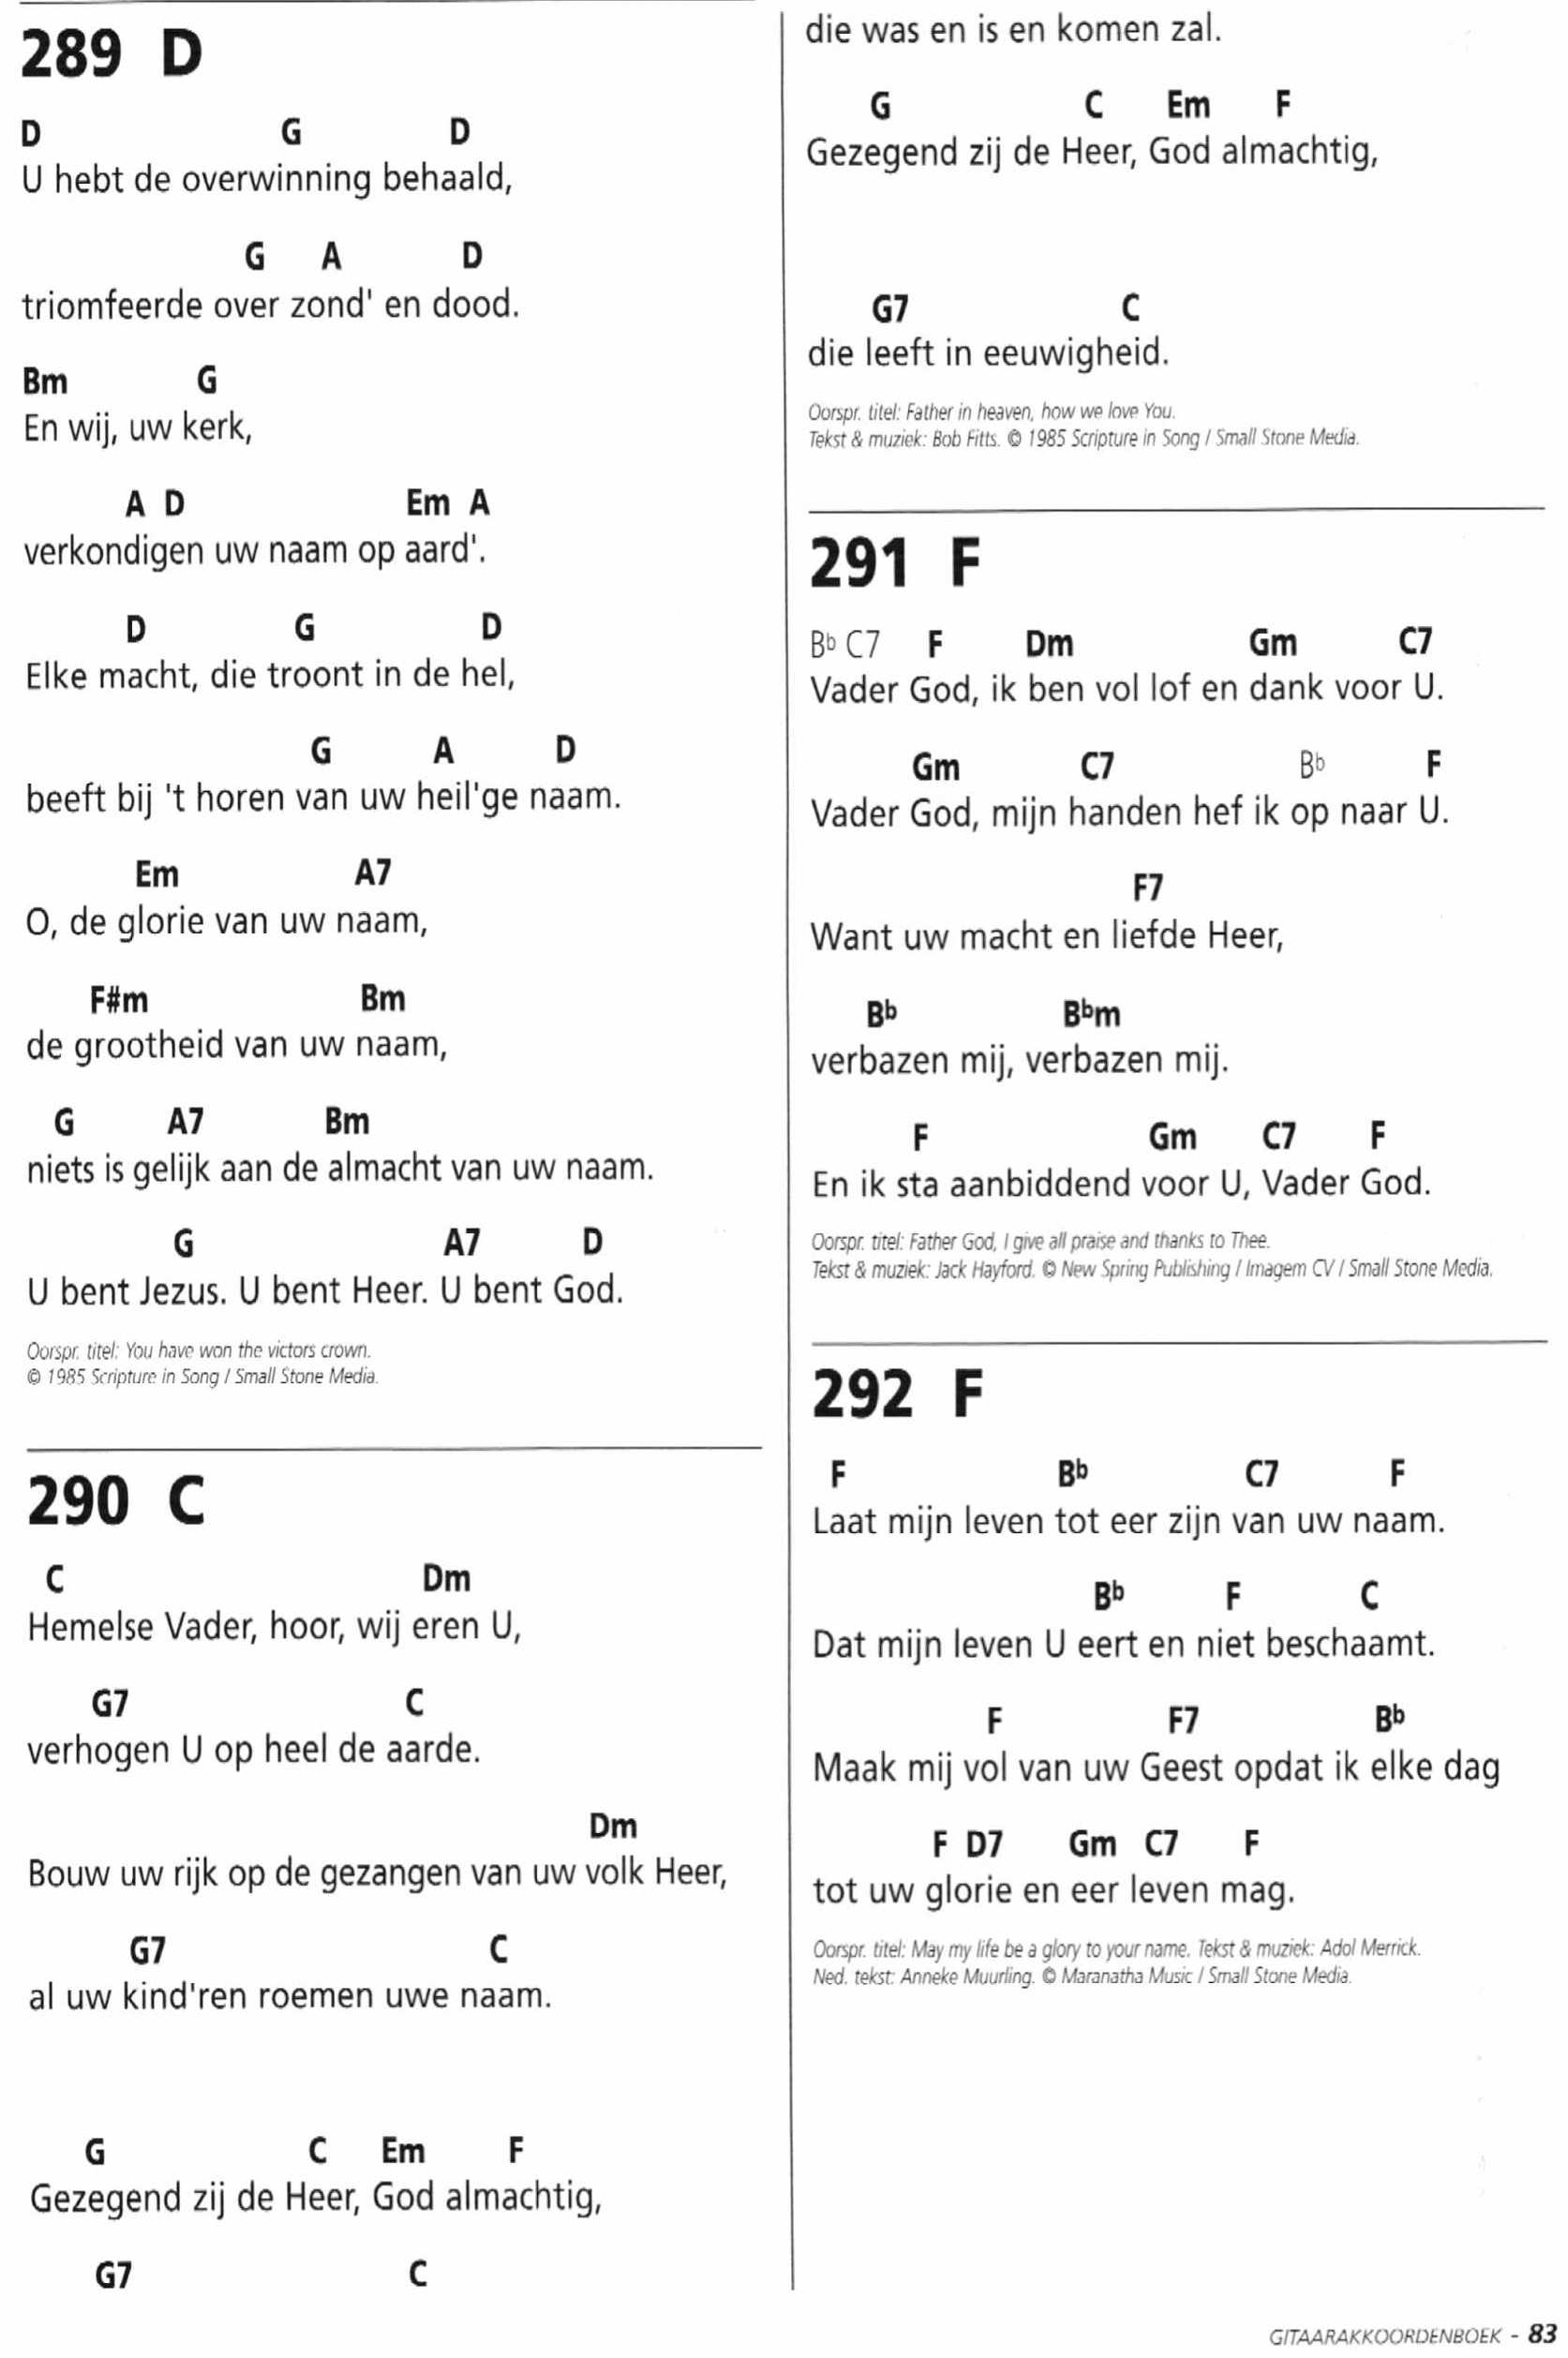 289 D
D G D
U hebt de overwinning behaald,
G A D
triomfeerde over zond' en dood.
Bm G
En wij, uw kerk,
A D Em A
verkondigen uw naam op aard'.
D G D
Elke macht, die troont in de hel,
G A D
beeft bij 't horen van uw heil'ge naam.
Em A7
O, de glorie van uw naam,
F#m Bm
de grootheid van uw naam,
G A7 Bm
niets is gelijk aan de almacht van uw naam.
G A7 D
U bent Jezus. U bent Heer. U bent God.
Oorspr. titel: You have won the victors crown.
© 1985 Scripture in Song / Small Stone Media.
290 C
C Dm
Hemelse Vader, hoor, wij eren U,
G7 C
verhogen U op heel de aarde.
Dm
Bouw uw rijk op de gezangen van uw volk Heer,
G7 C
al uw kind'ren roemen uwe naam.
G C Em F
Gezegend zij de Heer, God almachtig,
G7 C
die was en is en komen zal.
G C Em F
Gezegend zij de Heer, God almachtig,
G7 C
die leeft in eeuwigheid.
Oorspr. titel: Father in heaven, how we love You.
Tekst & muziek: Bob Fitts. © 1985 Scripture in Song / Small Stone Media.
291 F
B♭ C7 F Dm Gm C7
Vader God, ik ben vol lof en dank voor U.
Gm C7 B♭ F
Vader God, mijn handen hef ik op naar U.
F7
Want uw macht en liefde Heer,
B♭ B♭m
verbazen mij, verbazen mij.
F Gm C7 F
En ik sta aanbiddend voor U, Vader God.
Oorspr. titel: Father God, I give all praise and thanks to Thee.
Tekst & muziek: Jack Hayford. © New Spring Publishing / Imagem CV / Small Stone Media.
292 F
F B♭ C7 F
Laat mijn leven tot eer zijn van uw naam.
B♭ F C
Dat mijn leven U eert en niet beschaamt.
F F7 B♭
Maak mij vol van uw Geest opdat ik elke dag
F D7 Gm C7 F
tot uw glorie en eer leven mag.
Oorspr. titel: May my life be a glory to your name. Tekst & muziek: Adol Merrick.
Ned. tekst: Anneke Muurling. © Maranatha Music / Small Stone Media.
GITAARAKKOORDENBOEK - 83